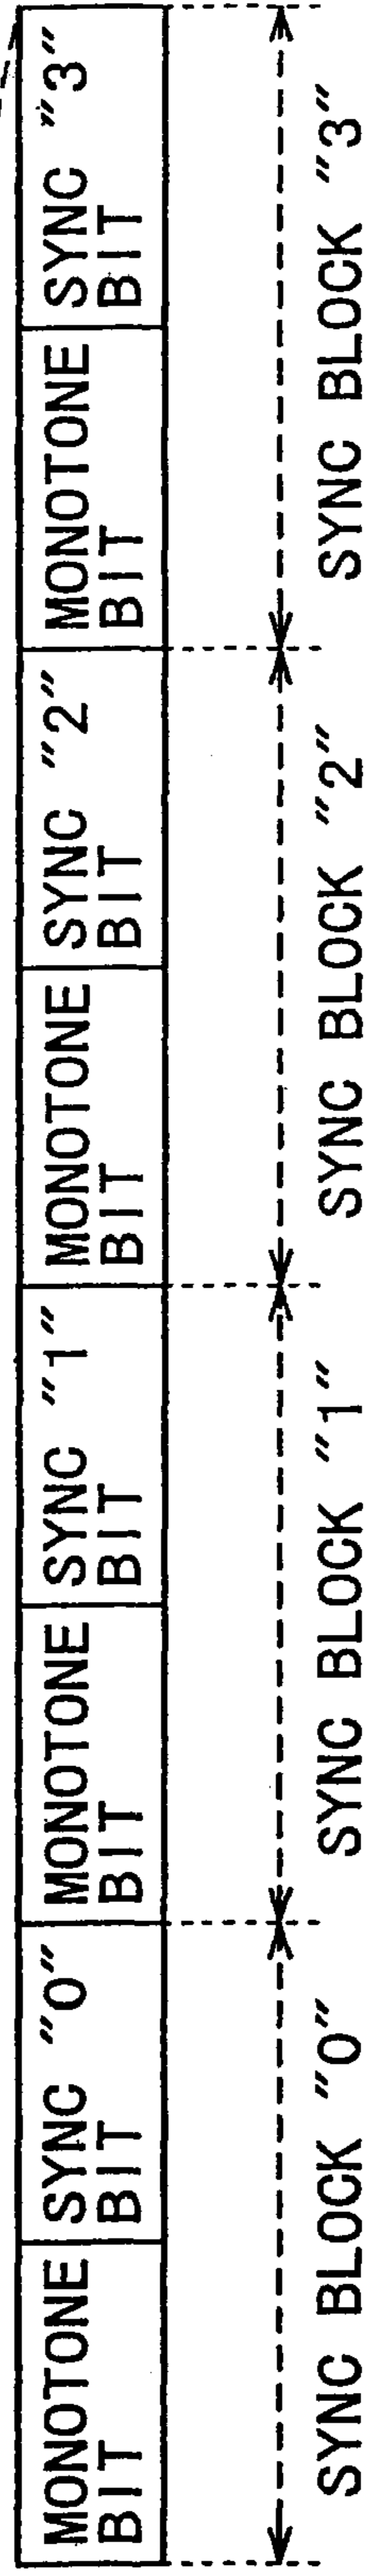 MONOTONE
BIT
SYNC "0"
BIT
MONOTONE
BIT
SYNC "1"
BIT
MONOTONE
BIT
SYNC "2"
BIT
MONOTONE
BIT
SYNC "3"
BIT
SYNC BLOCK "0"
SYNC BLOCK "1"
SYNC BLOCK "2"
SYNC BLOCK "3"